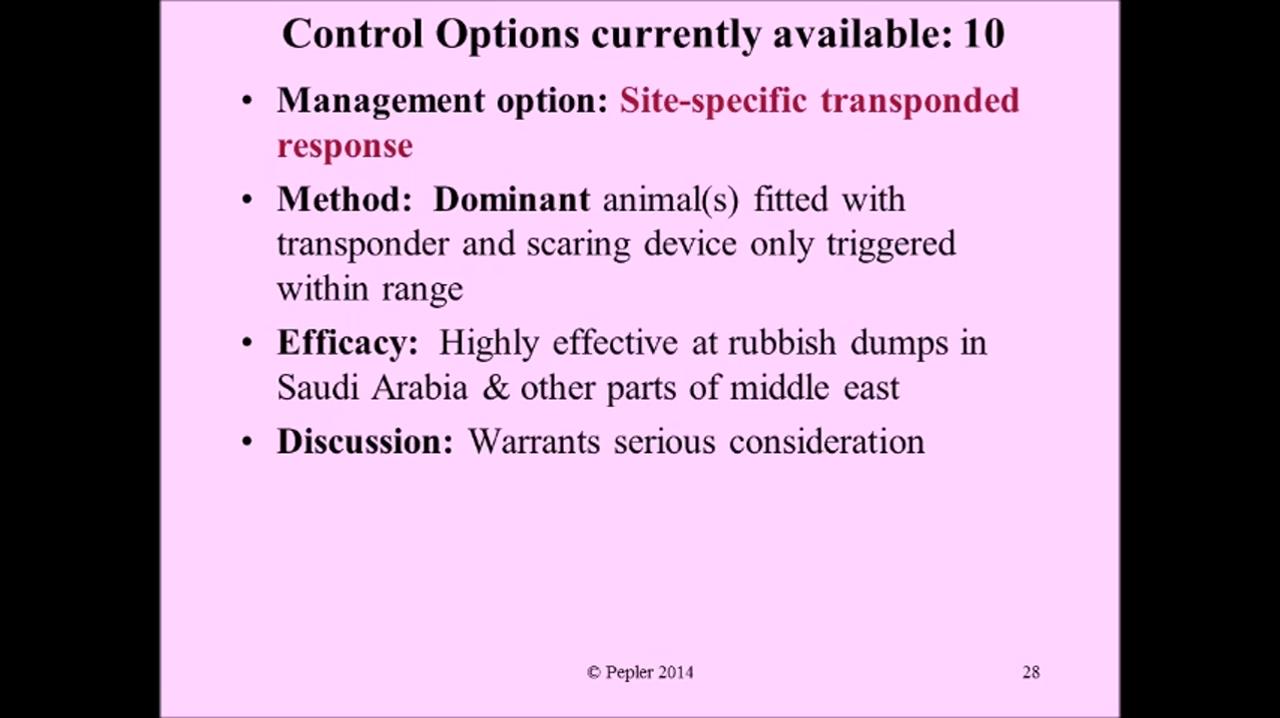 Control Options currently available: 10
• Management option: Site-specific transponded
response
• Method: Dominant animal(s) fitted with
transponder and scaring device only triggered
within range
• Efficacy: Highly effective at rubbish dumps in
Saudi Arabia & other parts of middle east
• Discussion: Warrants serious consideration
© Pepler 2014
28